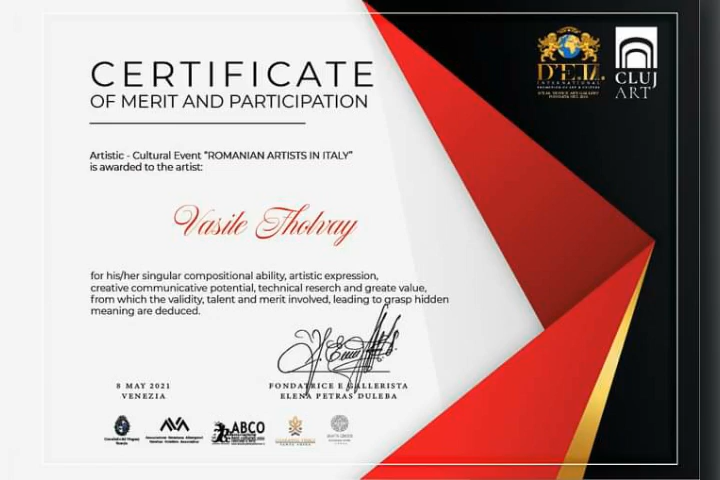 CERTIFICATE
OF MERIT AND PARTICIPATION
Artistic - Cultural Event "ROMANIAN ARTISTS IN ITALY"
is awarded to the artist:
Vasile Tholvay
for his/her singular compositional ability, artistic expression,
creative communicative potential, technical reserch and greate value,
from which the validity, talent and merit involved, leading to grasp hidden
meaning are deduced.
8 MAY 2021
VENEZIA
FONDATRICE E GALLERISTA
ELENA PETRAS DULEBA
ABCO
D'E.M.
INTERNATIONAL
CLUJ
ART